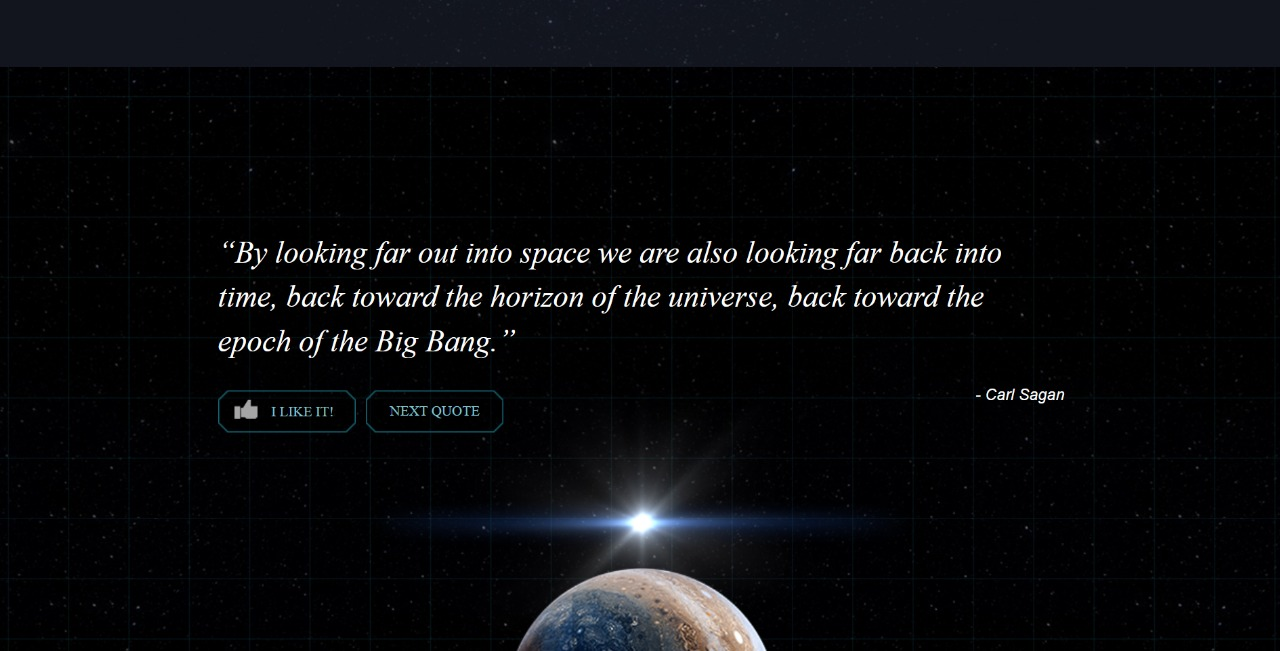 “By looking far out into space we are also looking far back into
time, back toward the horizon of the universe, back toward the
epoch of the Big Bang.”
- Carl Sagan
I LIKE IT!
NEXT QUOTE